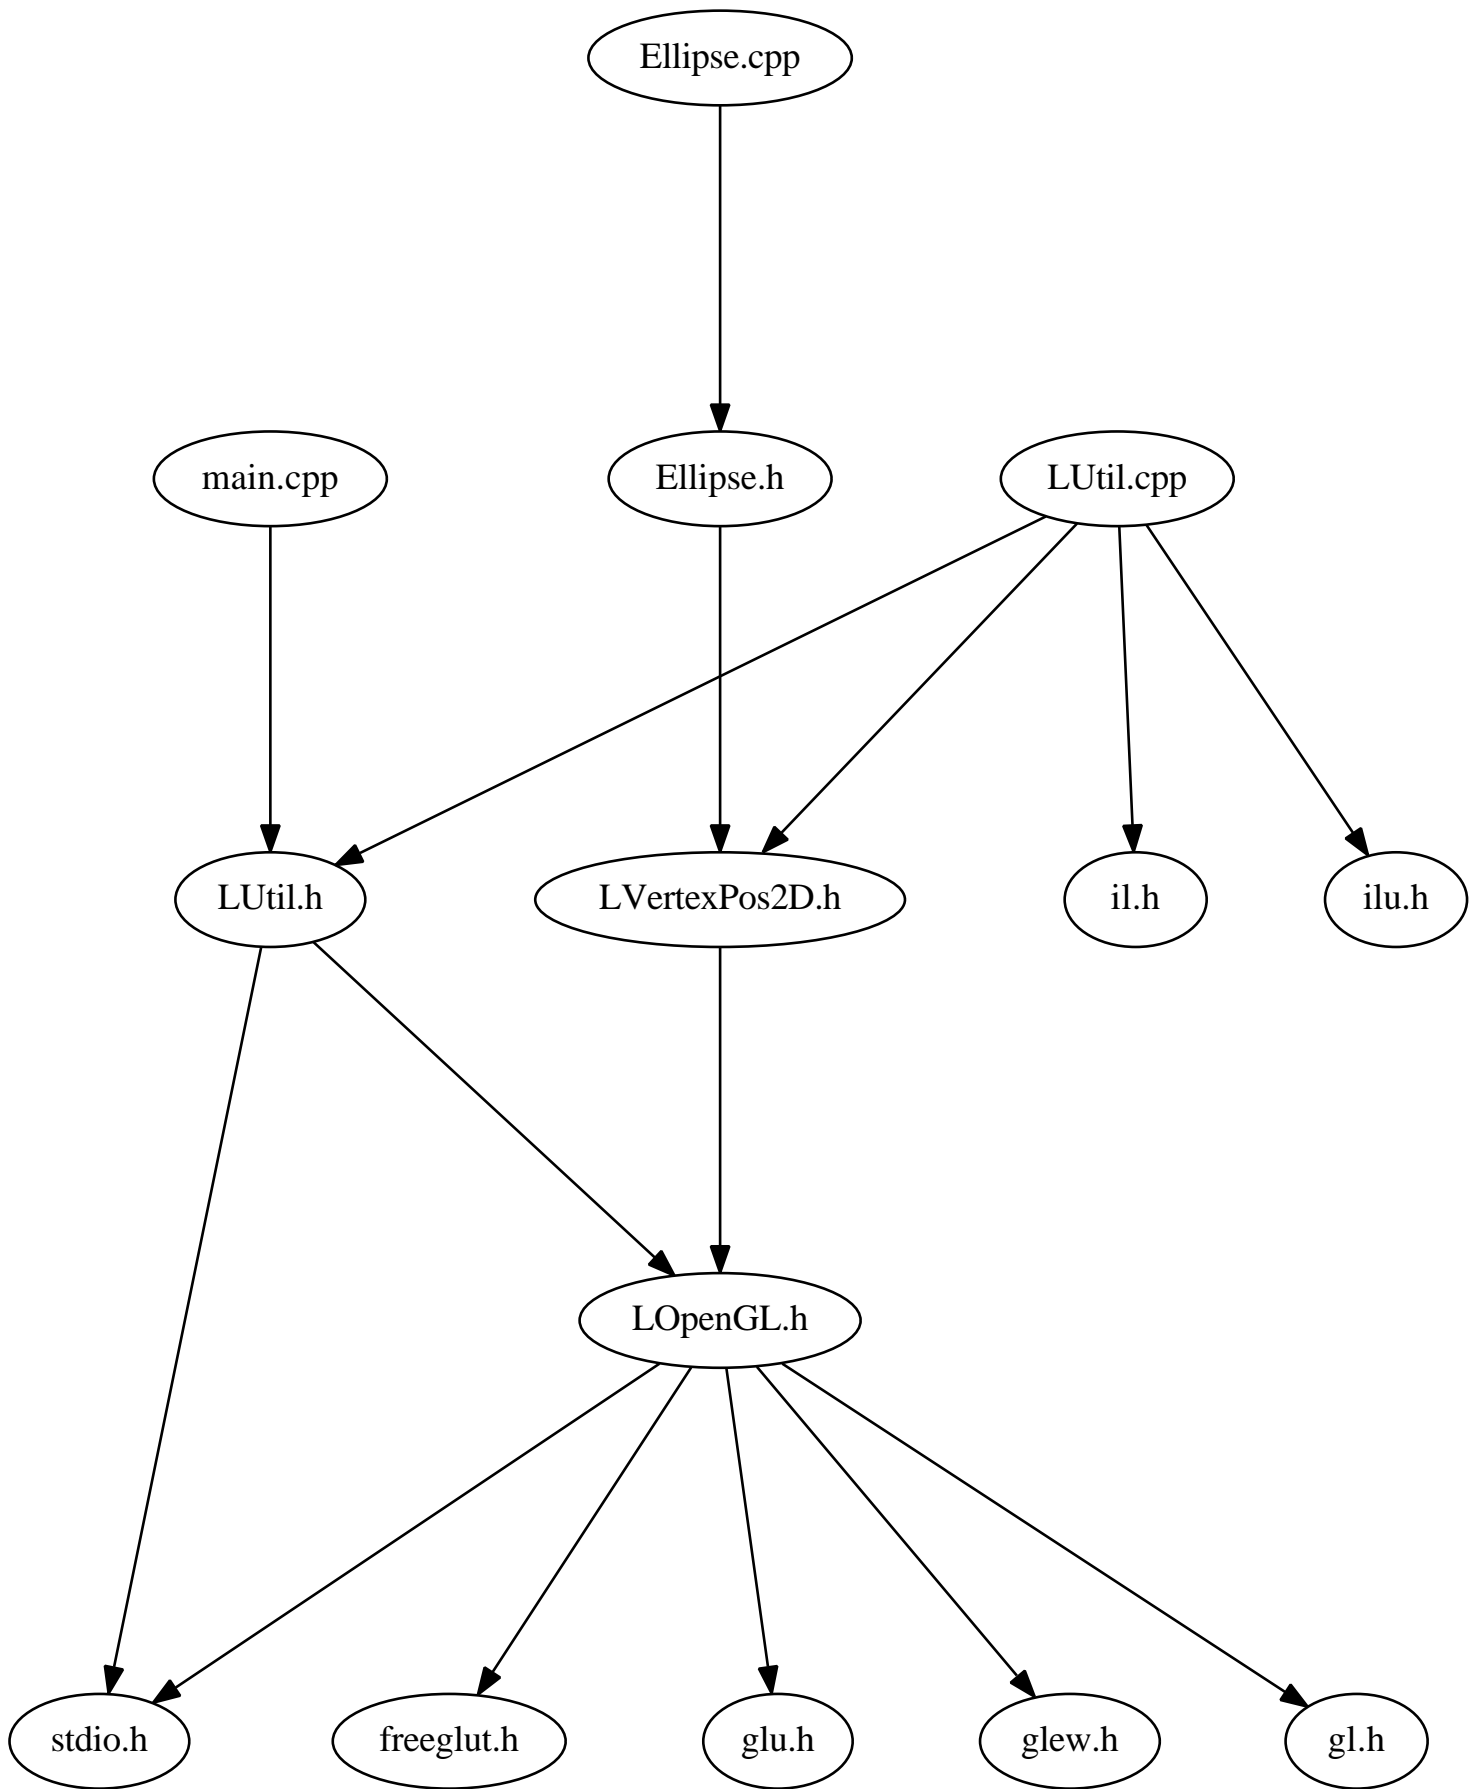 Ellipse.cpp
main.cpp
Ellipse.h
LUtil.cpp
LUtil.h
LVertexPos2D.h
il.h
ilu.h
LOpenGL.h
stdio.h
freeglut.h
glu.h
glew.h
gl.h